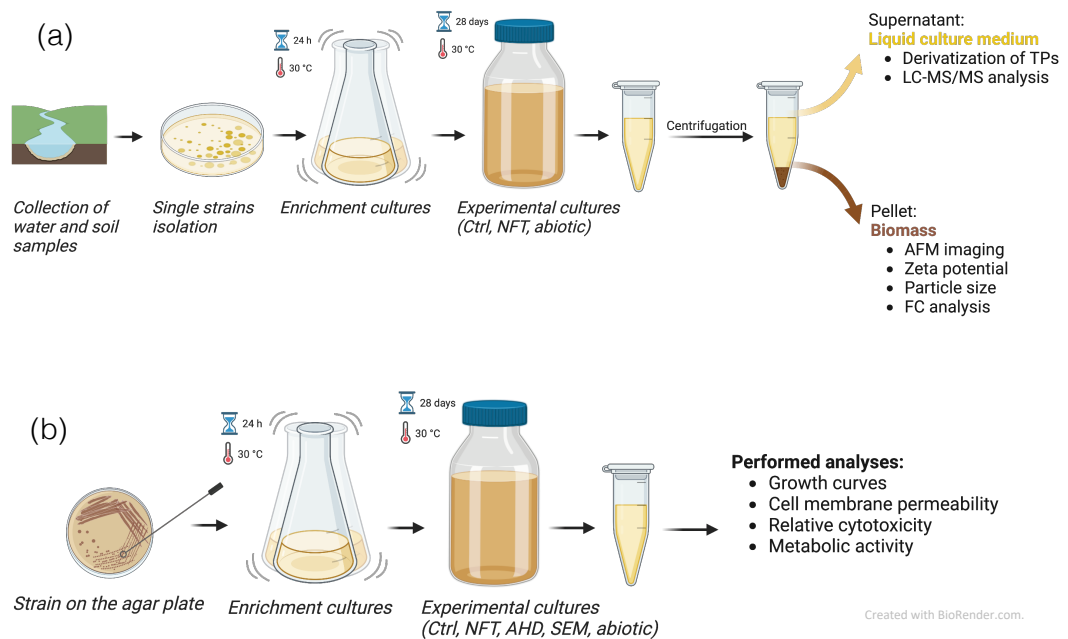 (a)
24 h
30 °C
28 days
30 °C
Supernatant:
Liquid culture medium
• Derivatization of TPs
• LC-MS/MS analysis
Centrifugation
Collection of
water and soil
samples
Single strains
isolation
Enrichment cultures
Experimental cultures
(Ctrl, NFT, abiotic)
Pellet:
Biomass
• AFM imaging
• Zeta potential
• Particle size
• FC analysis
(b)
24 h
30 °C
28 days
30 °C
Performed analyses:
• Growth curves
• Cell membrane permeability
• Relative cytotoxicity
• Metabolic activity
Strain on the agar plate
Enrichment cultures
Experimental cultures
(Ctrl, NFT, AHD, SEM, abiotic)
Created with BioRender.com.